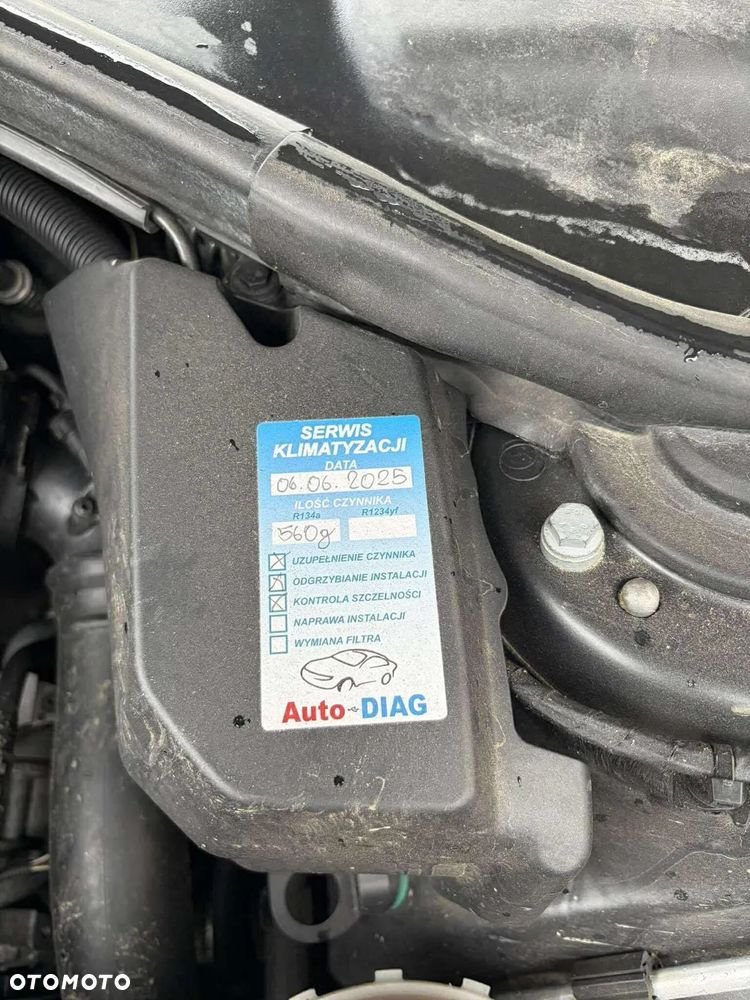 SERWIS
KLIMATYZACJI
DATA
06.06.2025
ILOŚĆ CZYNNIKA
R134a R1234yf
560g
UZUPEŁNIENIE CZYNNIKA
ODGRZYBIANIE INSTALACJI
KONTROLA SZCZELNOŚCI
NAPRAWA INSTALACJI
WYMIANA FILTRA
Auto-DIAG
OTOMOTO